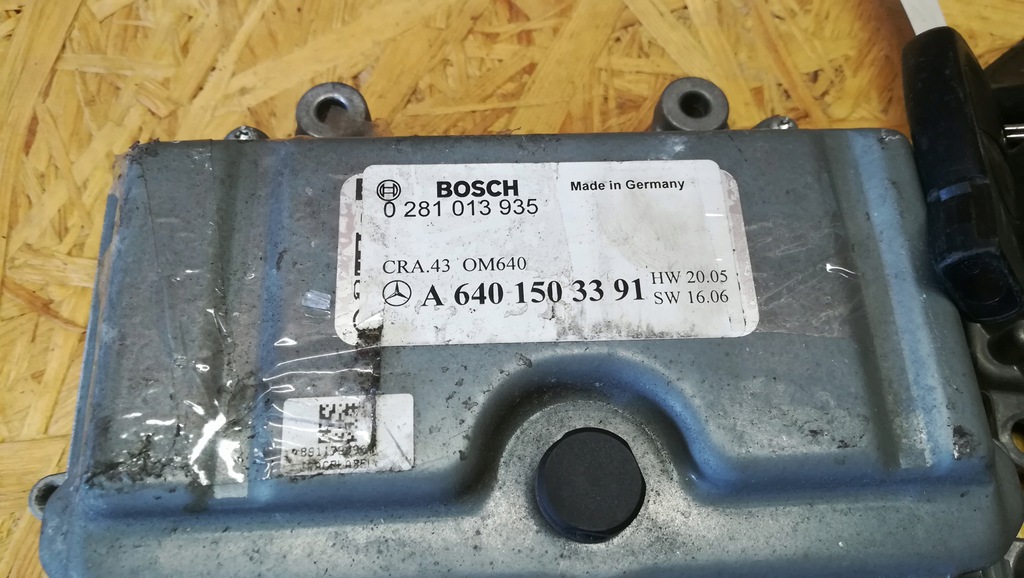 BOSCH
Made in Germany
0 281 013 935
CRA.43 OM640
A 640 150 33 91
HW 20.05
SW 16.06